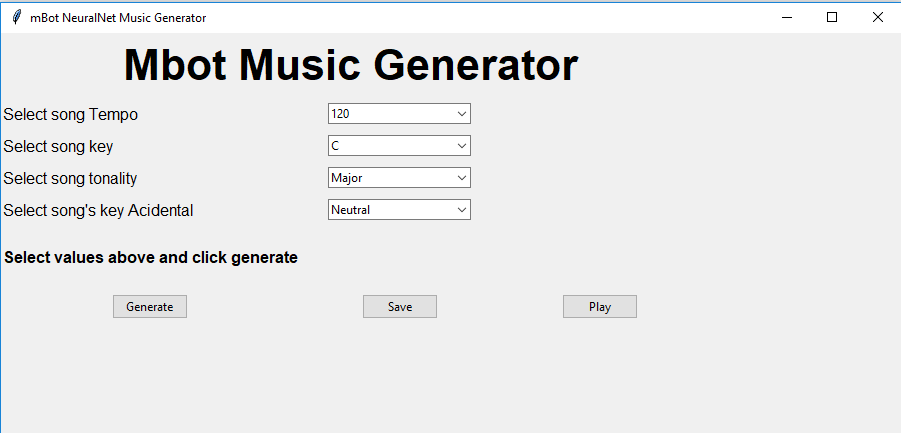 mBot NeuralNet Music Generator
Mbot Music Generator
Select song Tempo 120
Select song key C
Select song tonality Major
Select song's key Acidental Neutral
Select values above and click generate
Generate Save Play